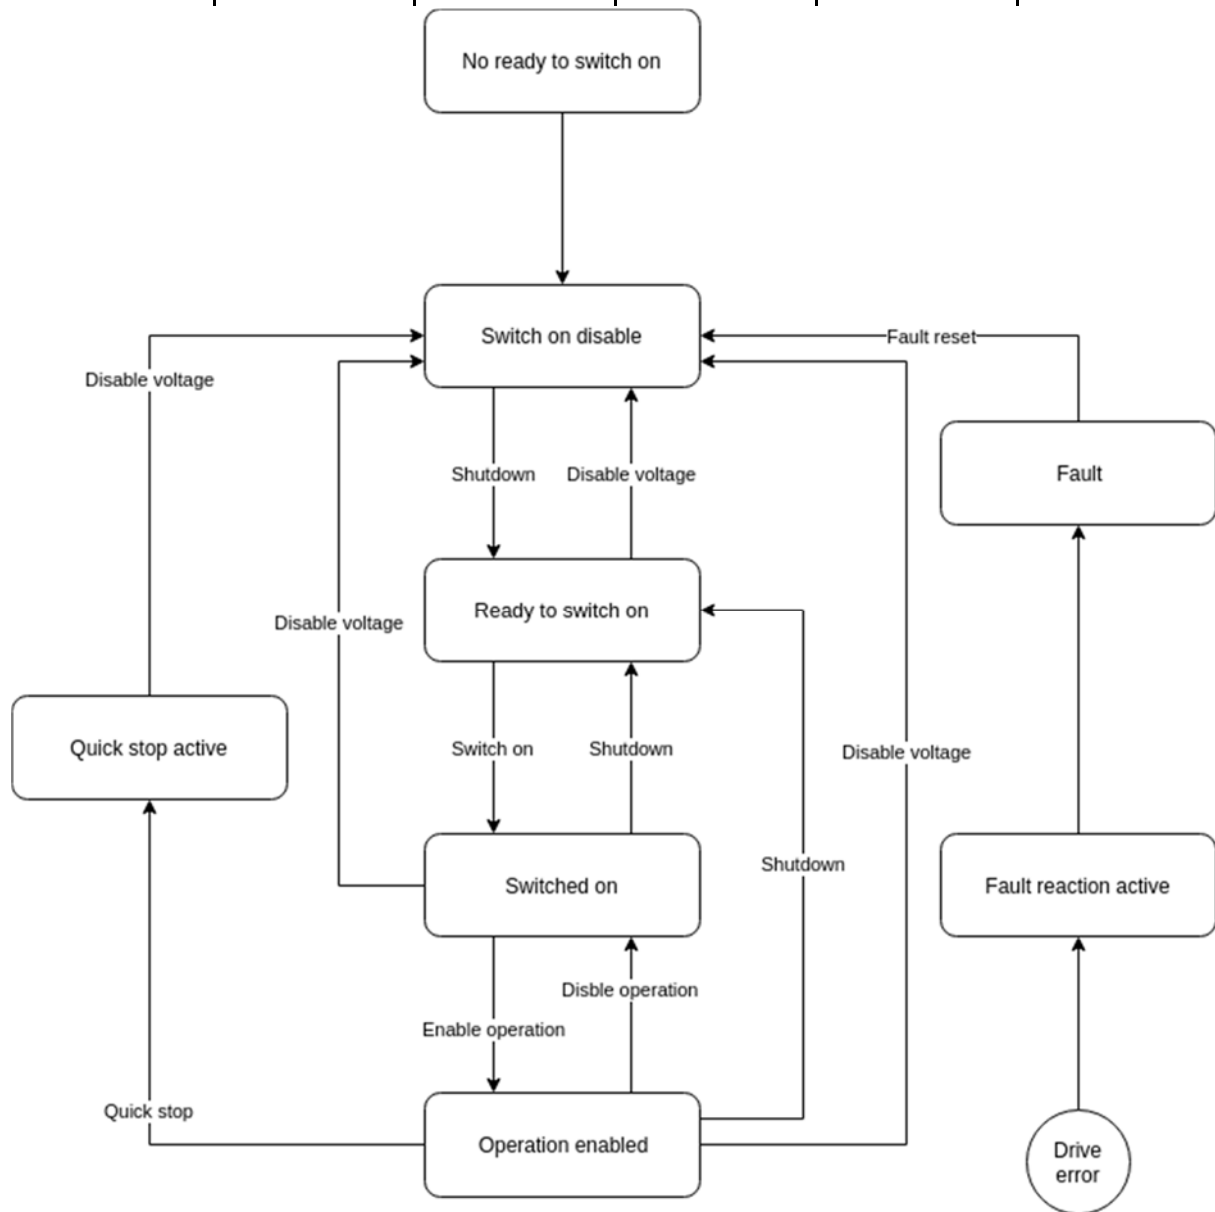 No ready to switch on
Switch on disable
Fault reset
Disable voltage
Shutdown
Disable voltage
Fault
Ready to switch on
Disable voltage
Quick stop active
Switch on
Shutdown
Disable voltage
Shutdown
Switched on
Fault reaction active
Disble operation
Enable operation
Quick stop
Operation enabled
Drive
error